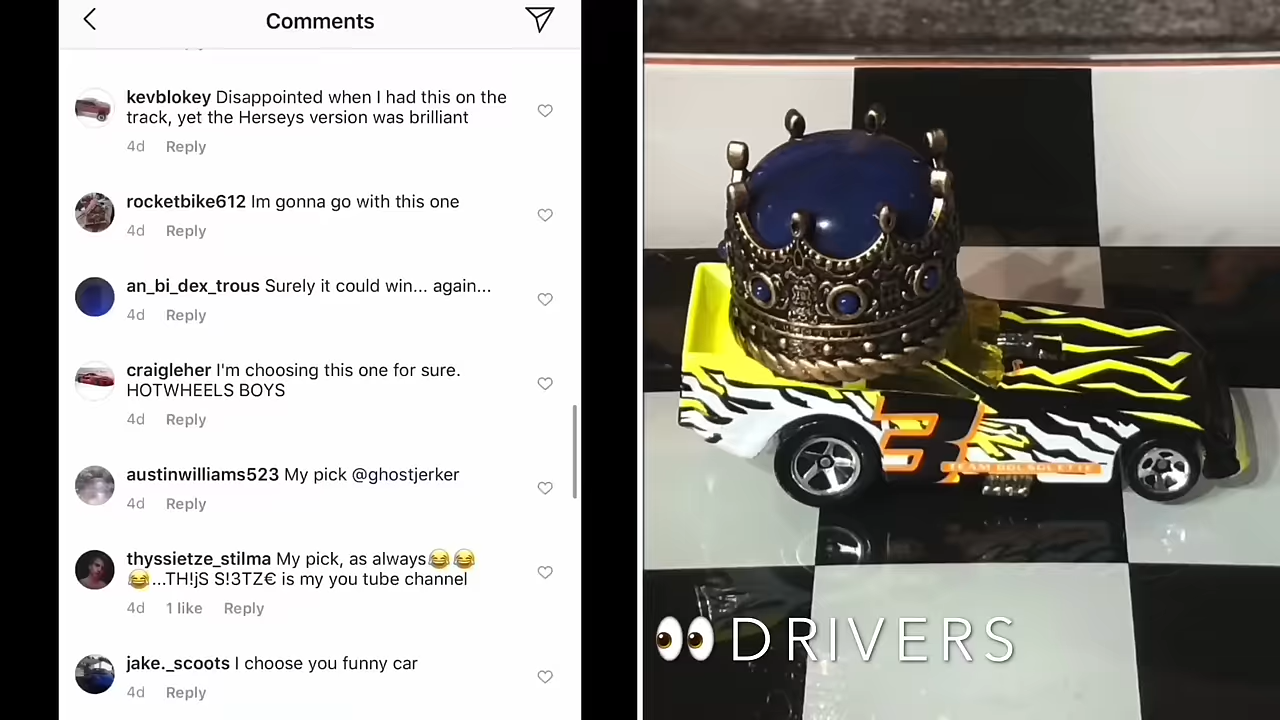 Comments
kevblokey Disappointed when I had this on the
track, yet the Herseys version was brilliant
4d Reply
rocketbike612 Im gonna go with this one
4d Reply
an_bi_dex_trous Surely it could win... again...
4d Reply
craigleher I'm choosing this one for sure.
HOTWHEELS BOYS
4d Reply
austinwilliams523 My pick @ghostjerker
4d Reply
thyssietze_stilma My pick, as always😂😂
😂...TH!jS S!3TZ€ is my you tube channel
4d 1 like Reply
jake._scoots I choose you funny car
4d Reply
3
👀DRIVERS